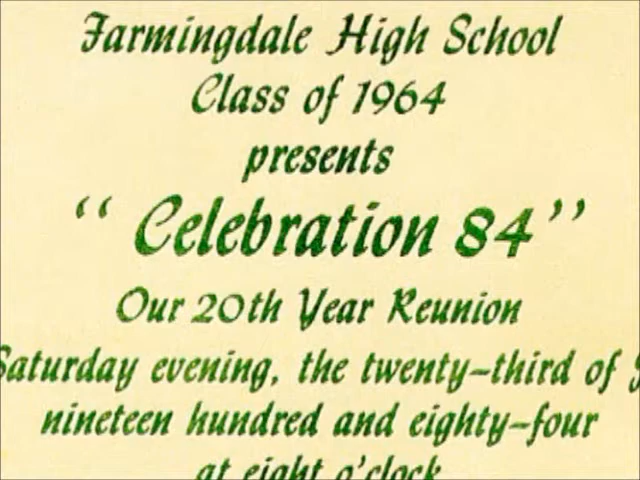 Farmingdale High School
Class of 1964
presents
“Celebration 84”
Our 20th Year Reunion
Saturday evening, the twenty-third of
nineteen hundred and eighty-four
at eight o'clock